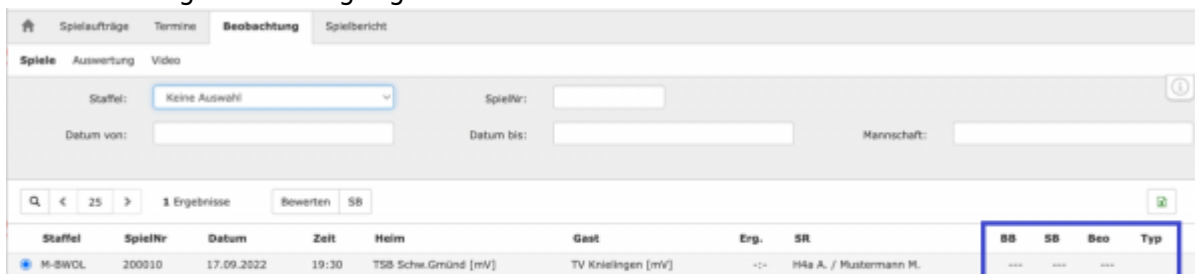 Spielaufträge Termine Beobachtung Spielbericht
Spiele Auswertung Video
Staffel: Keine Auswahl SpielNr:
Datum von: Datum bis: Mannschaft:
25 1 Ergebnisse Bewerten SB
Staffel SpielNr Datum Zeit Heim Gast Erg. SR BB SB Beo Typ
M-BWOL 200010 17.09.2022 19:30 TSB Schw.Gmünd [mV] TV Knielingen [mV] -:- H4a A. / Mustermann M. --- --- ---